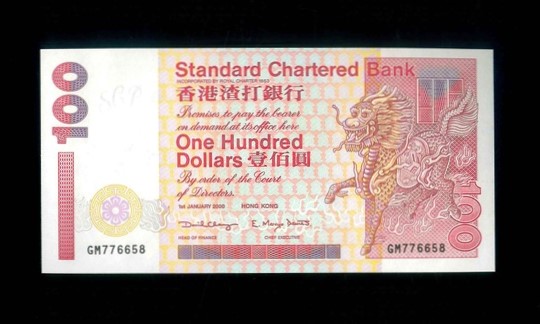 100
Standard Chartered Bank
INCORPORATED BY ROYAL CHARTER 1853
香港渣打銀行
Promises to pay the bearer
on demand at its office here
One Hundred
Dollars 壹佰圓
By order of the Court
of Directors.
1st JANUARY 2000 HONG KONG
HEAD OF FINANCE CHIEF EXECUTIVE
GM776658 GM776658
100